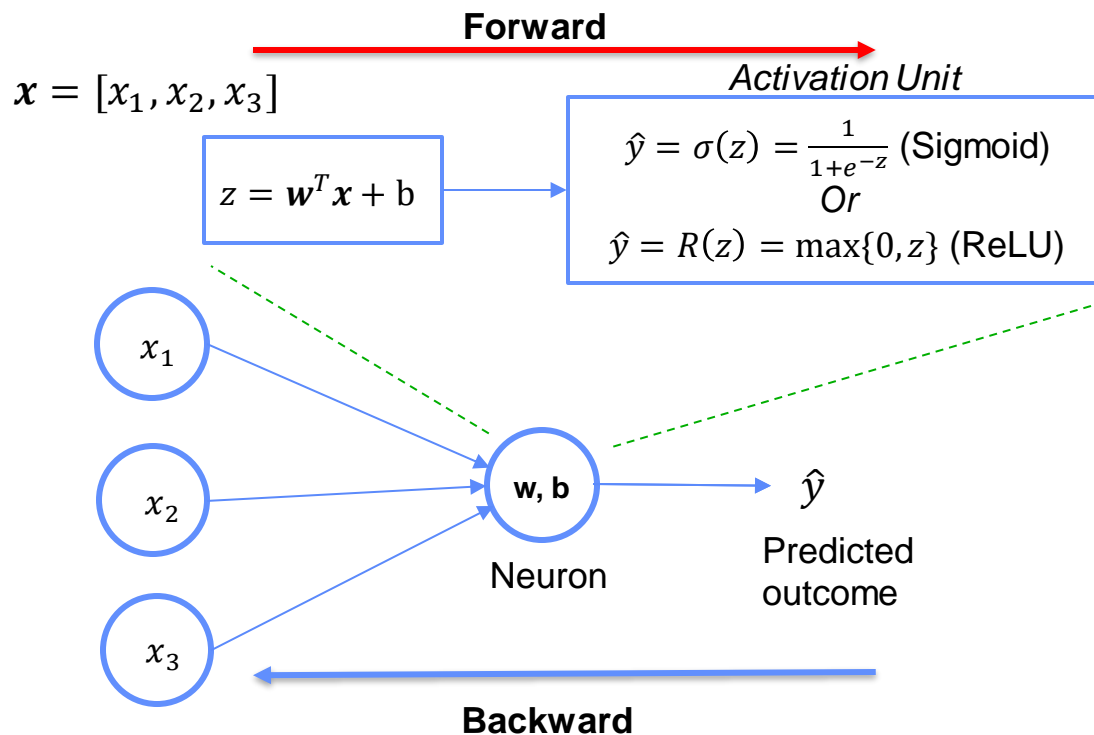 Forward
𝒙 = [x₁, x₂, x₃]
Activation Unit
z = 𝒘ᵀ𝒙 + b
ŷ = σ(z) = 1/(1+e⁻ᶻ) (Sigmoid)
Or
ŷ = R(z) = max{0, z} (ReLU)
x₁
x₂
x₃
w, b
Neuron
ŷ
Predicted
outcome
Backward